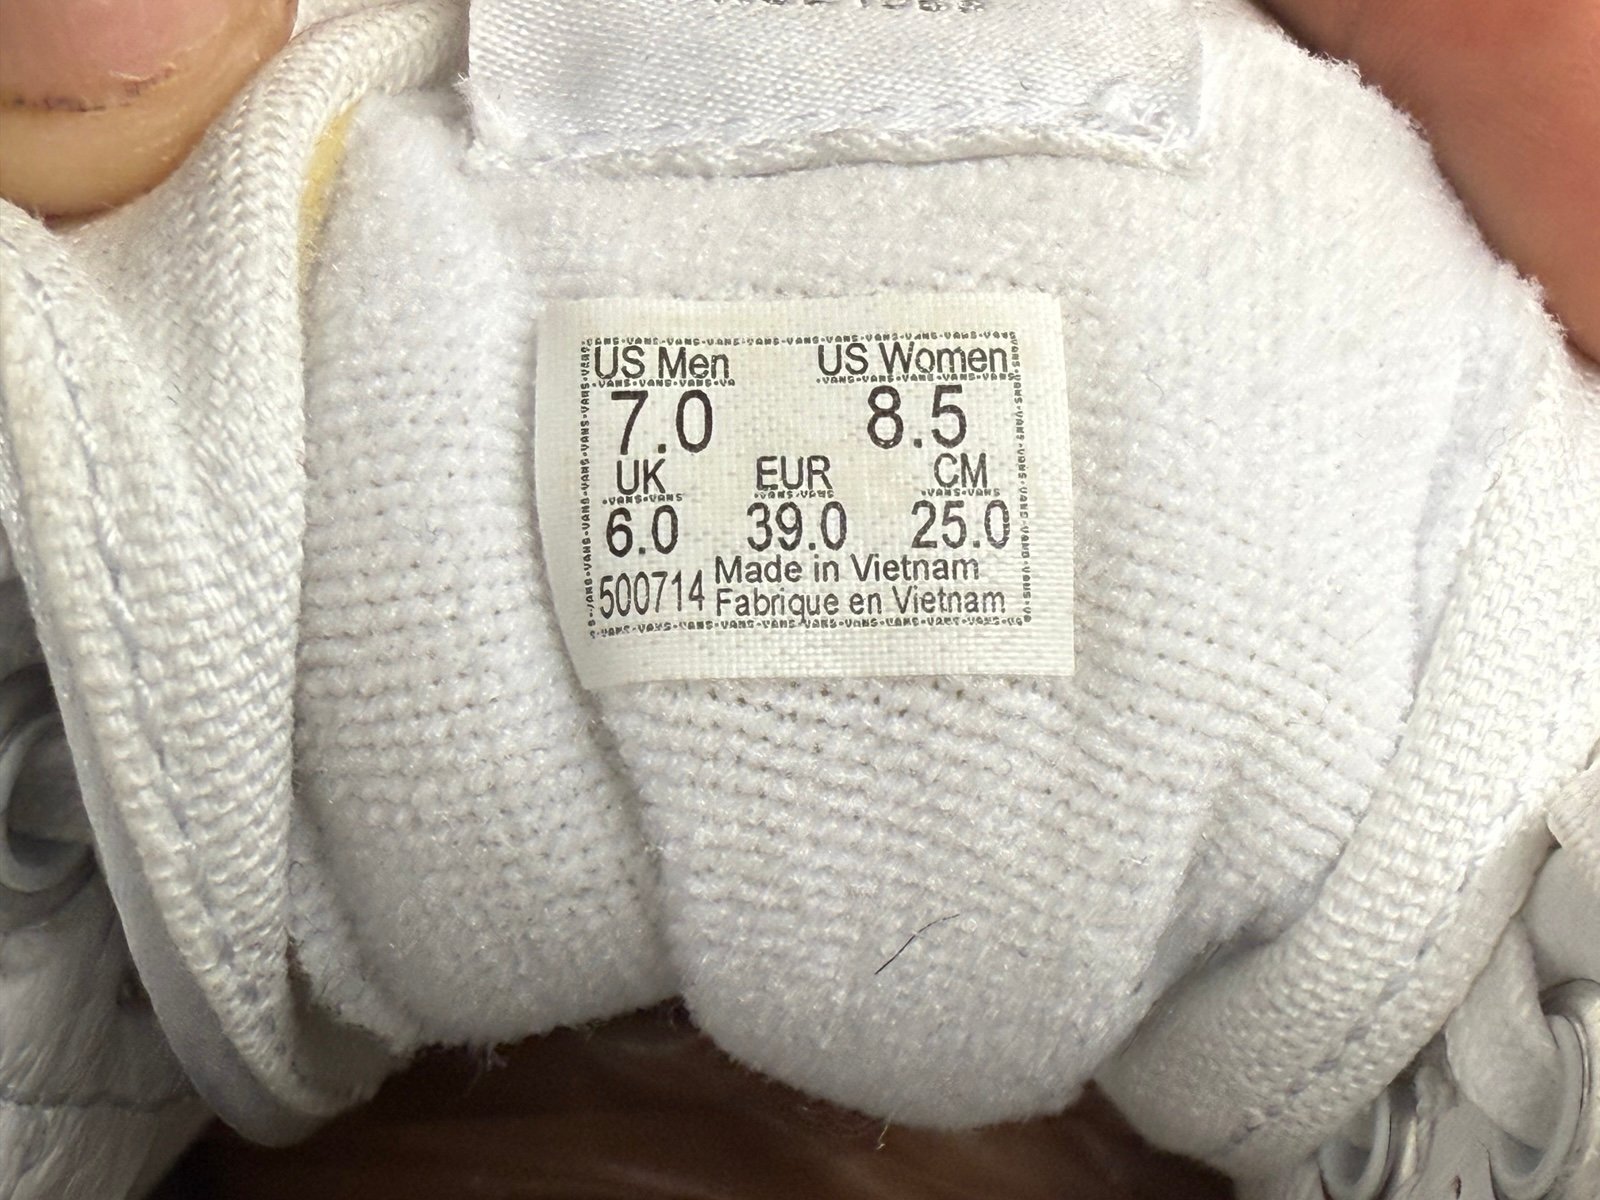 US Men US Women
7.0 8.5
UK EUR CM
6.0 39.0 25.0
500714 Made in Vietnam
Fabrique en Vietnam